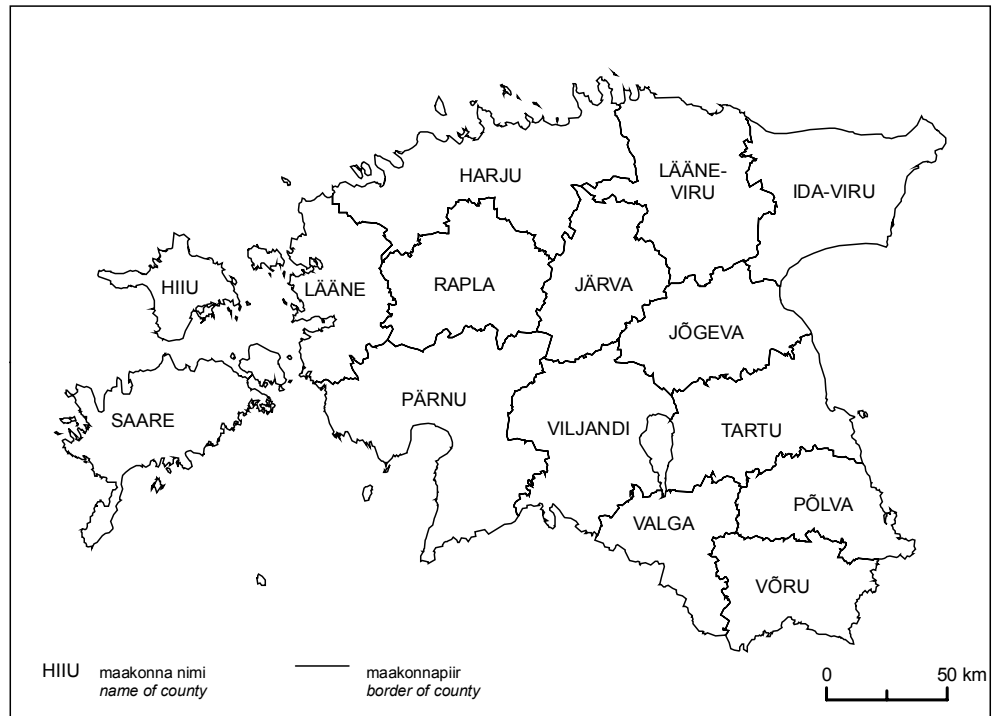 LÄÄNE-
VIRU
HARJU
IDA-VIRU
HIIU
LÄÄNE
RAPLA
JÄRVA
JÕGEVA
PÄRNU
SAARE
VILJANDI
TARTU
PÕLVA
VALGA
VÕRU
HIIU maakonna nimi
name of county
maakonnapiir
border of county
0 50 km